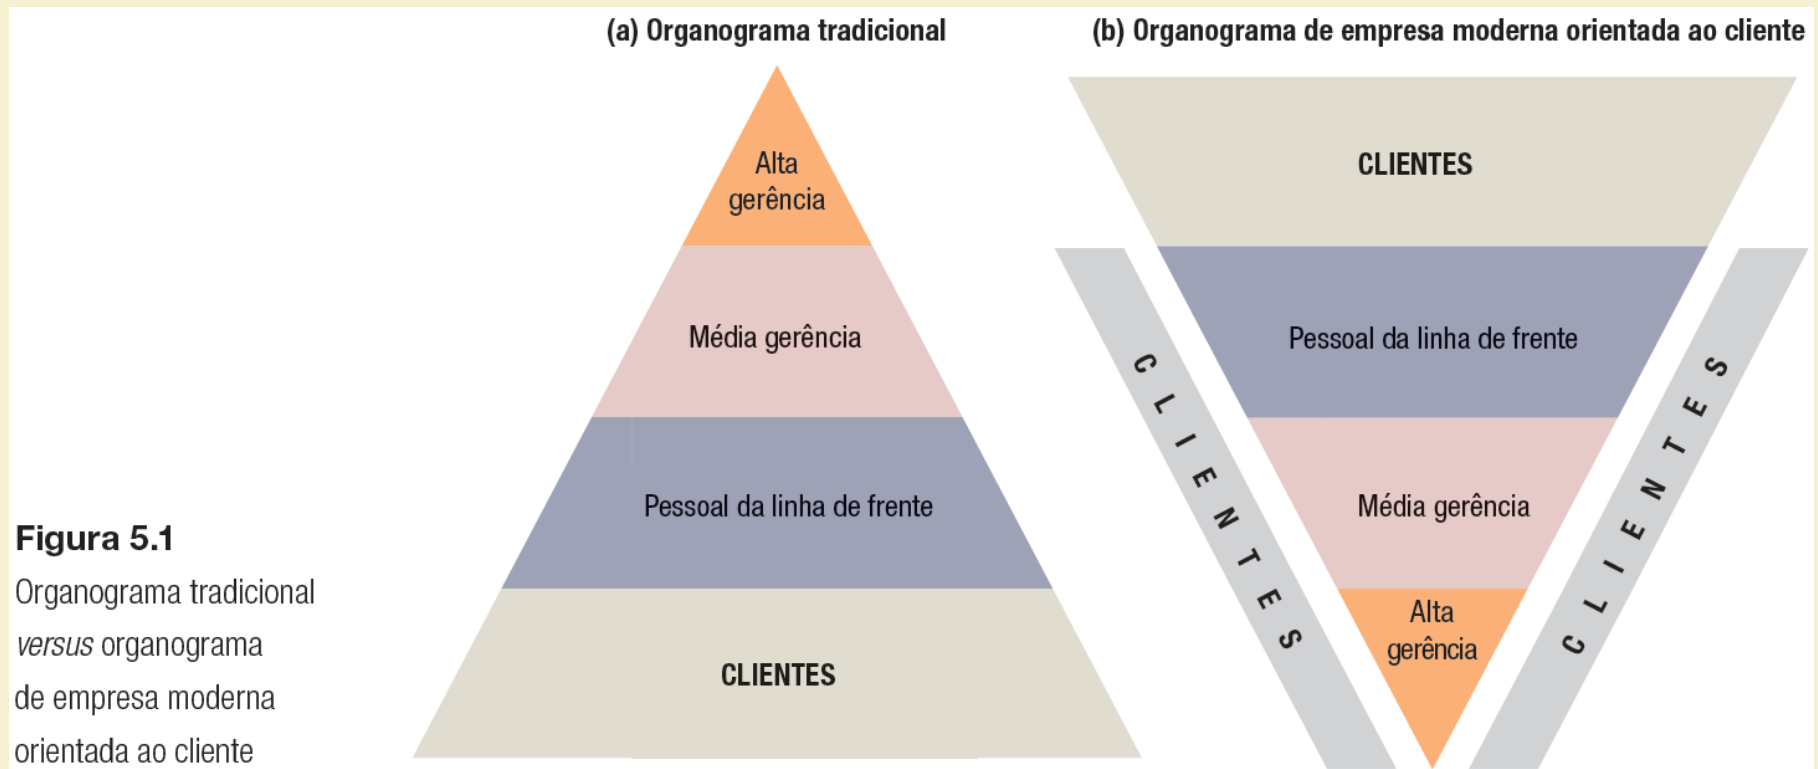 (a) Organograma tradicional
Alta
gerência
Média gerência
Pessoal da linha de frente
CLIENTES
(b) Organograma de empresa moderna orientada ao cliente
CLIENTES
Pessoal da linha de frente
Média gerência
Alta
gerência
CLIENTES
CLIENTES
Figura 5.1
Organograma tradicional
versus organograma
de empresa moderna
orientada ao cliente